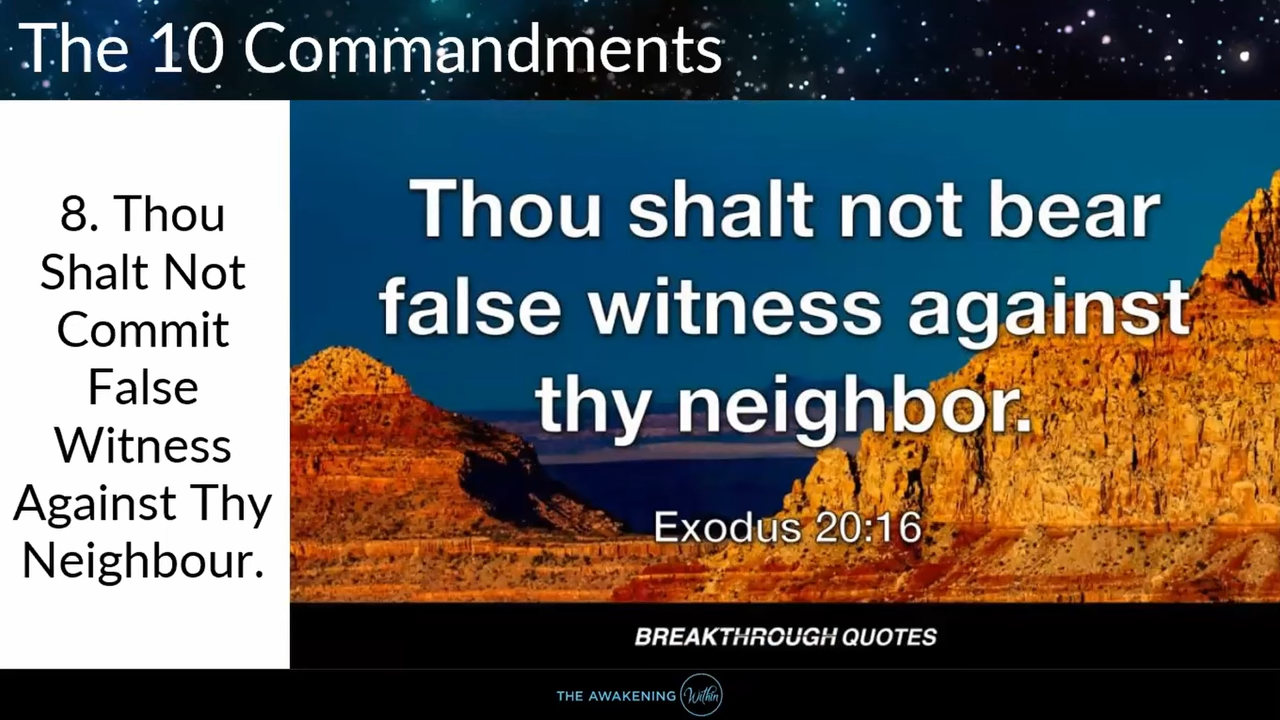 The 10 Commandments
8. Thou
Shalt Not
Commit
False
Witness
Against Thy
Neighbour.
Thou shalt not bear
false witness against
thy neighbor.
Exodus 20:16
BREAKTHROUGH QUOTES
THE AWAKENING Within